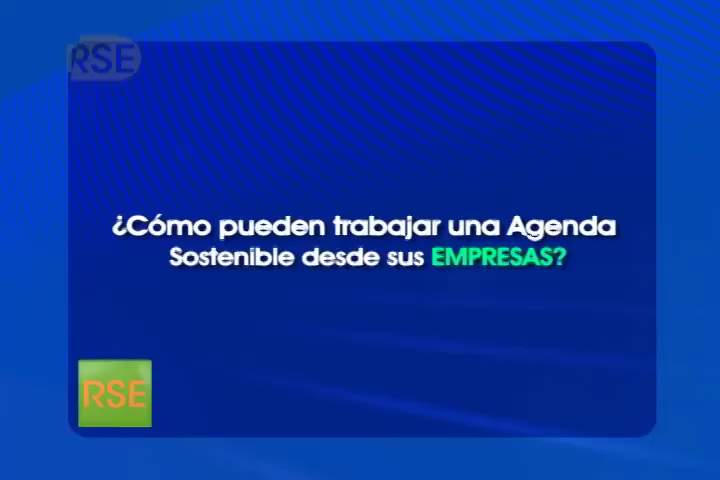 RSE
¿Cómo pueden trabajar una Agenda
Sostenible desde sus EMPRESAS?
RSE